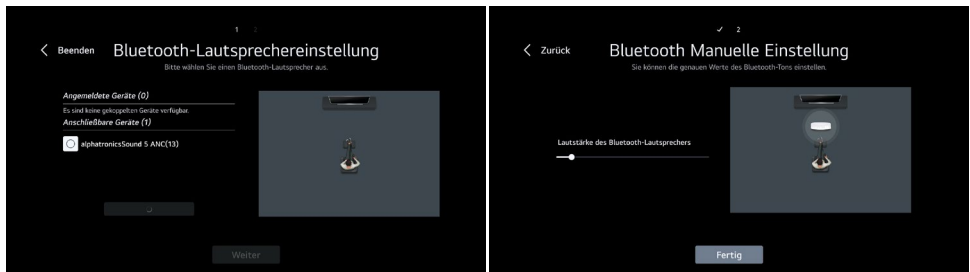 1 2
Beenden
Bluetooth-Lautsprechereinstellung
Bitte wählen Sie einen Bluetooth-Lautsprecher aus.
Angemeldete Geräte (0)
Es sind keine gekoppelten Geräte verfügbar.
Anschließbare Geräte (1)
alphatronicsSound 5 ANC(13)
Weiter
2
Zurück
Bluetooth Manuelle Einstellung
Sie können die genauen Werte des Bluetooth-Tons einstellen.
Lautstärke des Bluetooth-Lautsprechers
Fertig